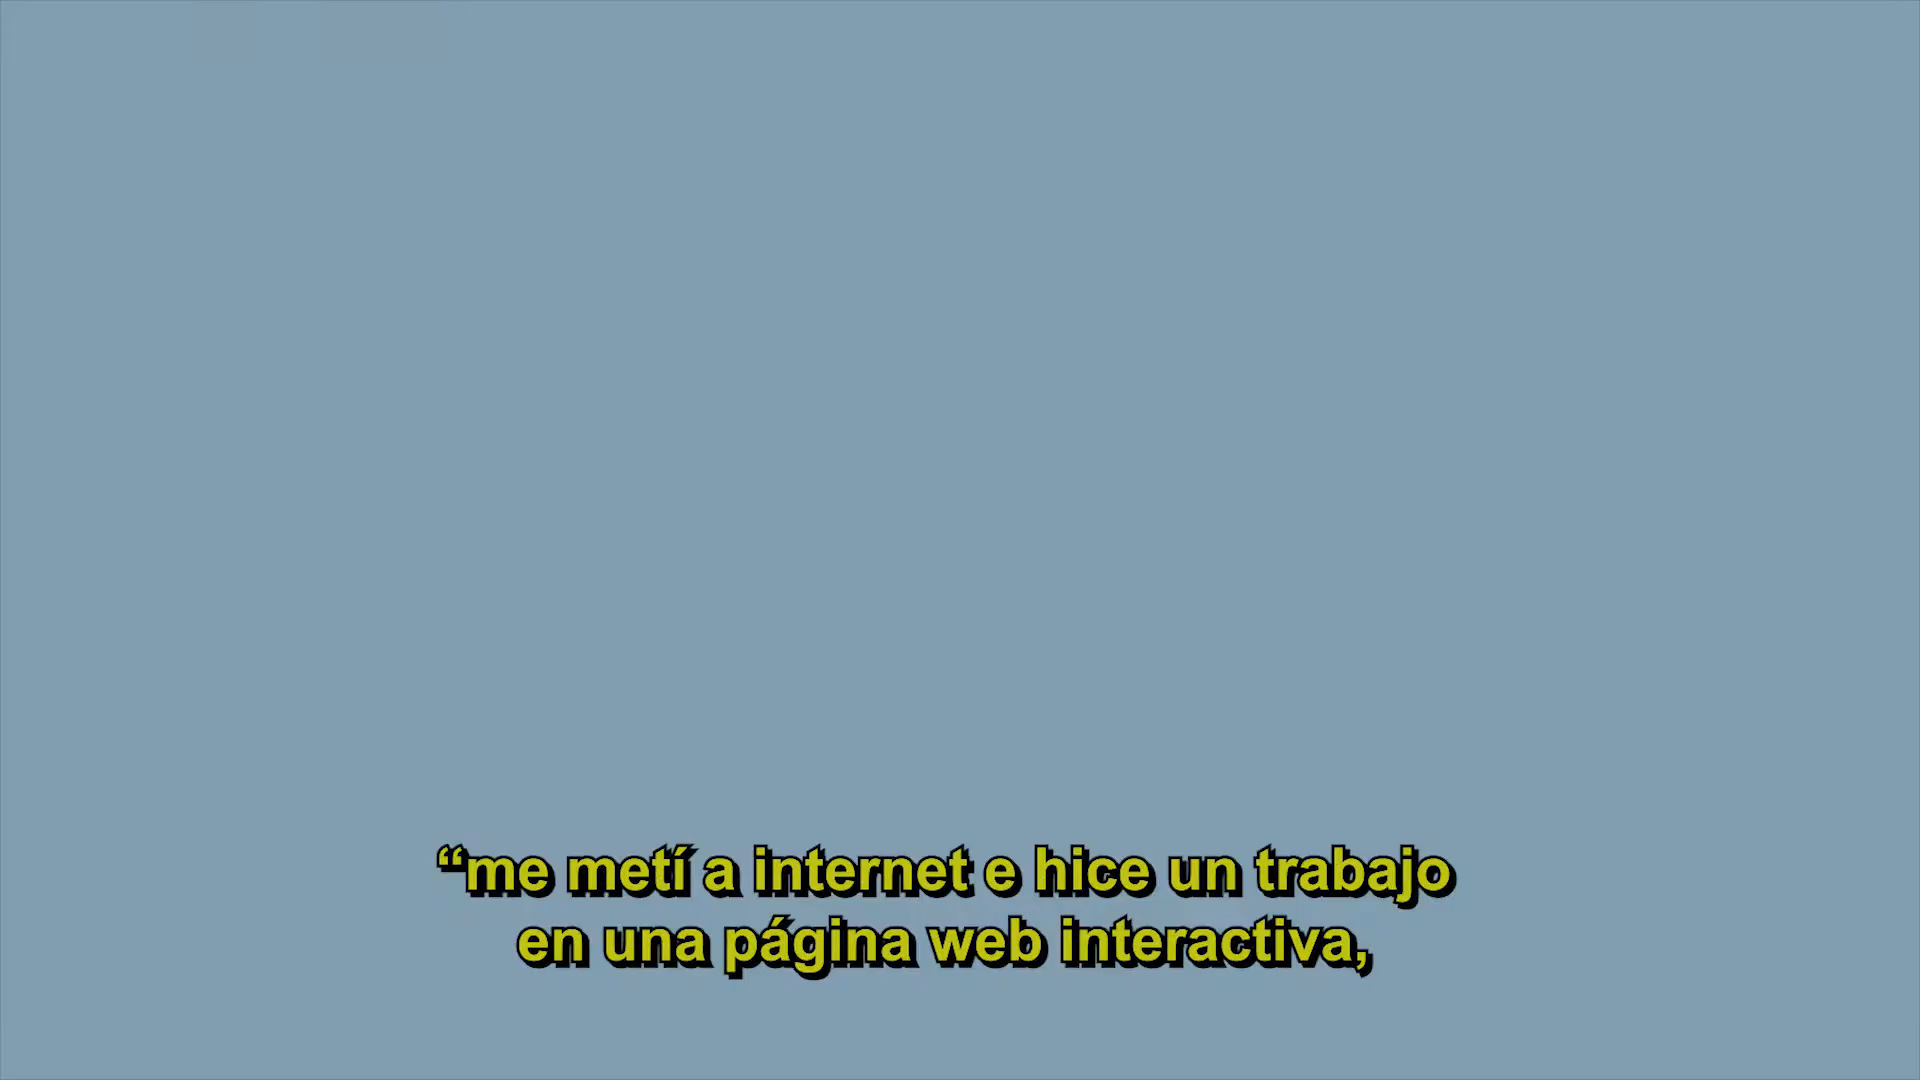 “me metí a internet e hice un trabajo
en una página web interactiva,